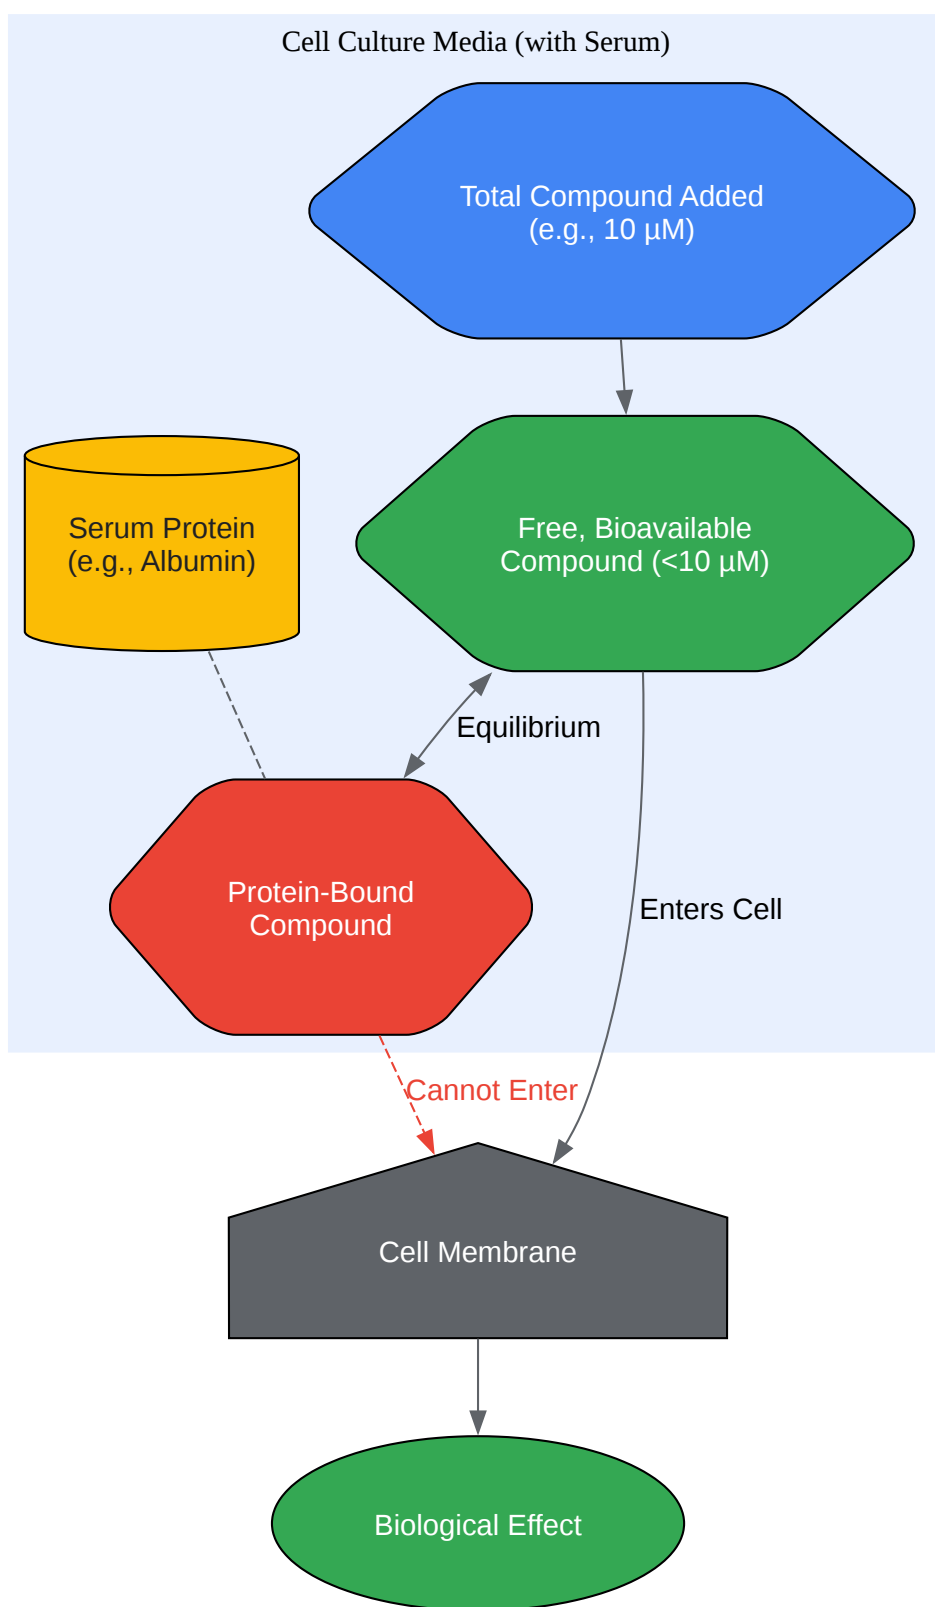 Cell Culture Media (with Serum)
Total Compound Added
(e.g., 10 µM)
Serum Protein
(e.g., Albumin)
Free, Bioavailable
Compound (<10 µM)
Equilibrium
Protein-Bound
Compound
Enters Cell
Cannot Enter
Cell Membrane
Biological Effect